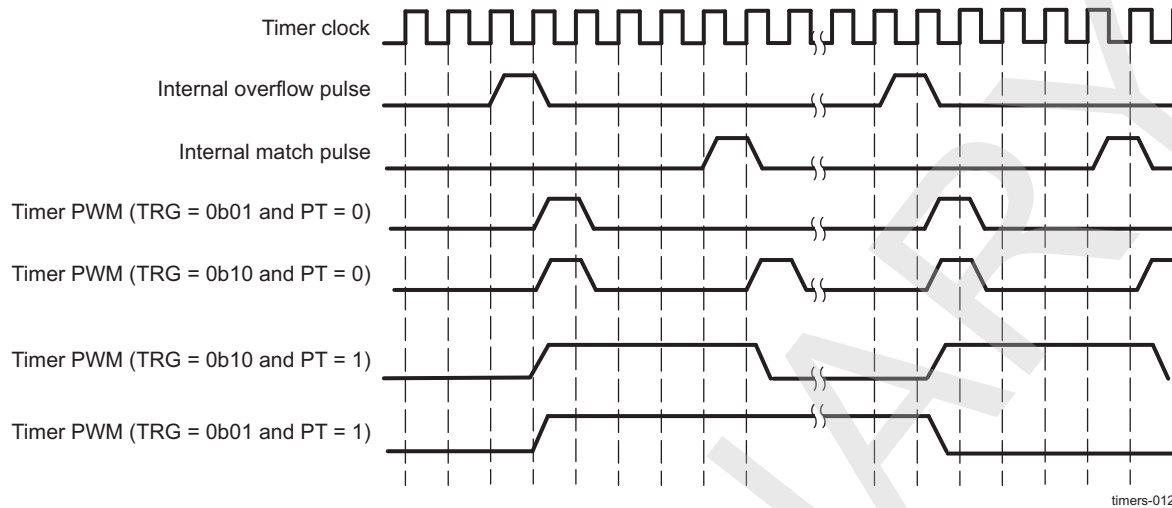 Timer clock
Internal overflow pulse
Internal match pulse
Timer PWM (TRG = 0b01 and PT = 0)
Timer PWM (TRG = 0b10 and PT = 0)
Timer PWM (TRG = 0b10 and PT = 1)
Timer PWM (TRG = 0b01 and PT = 1)
timers-012